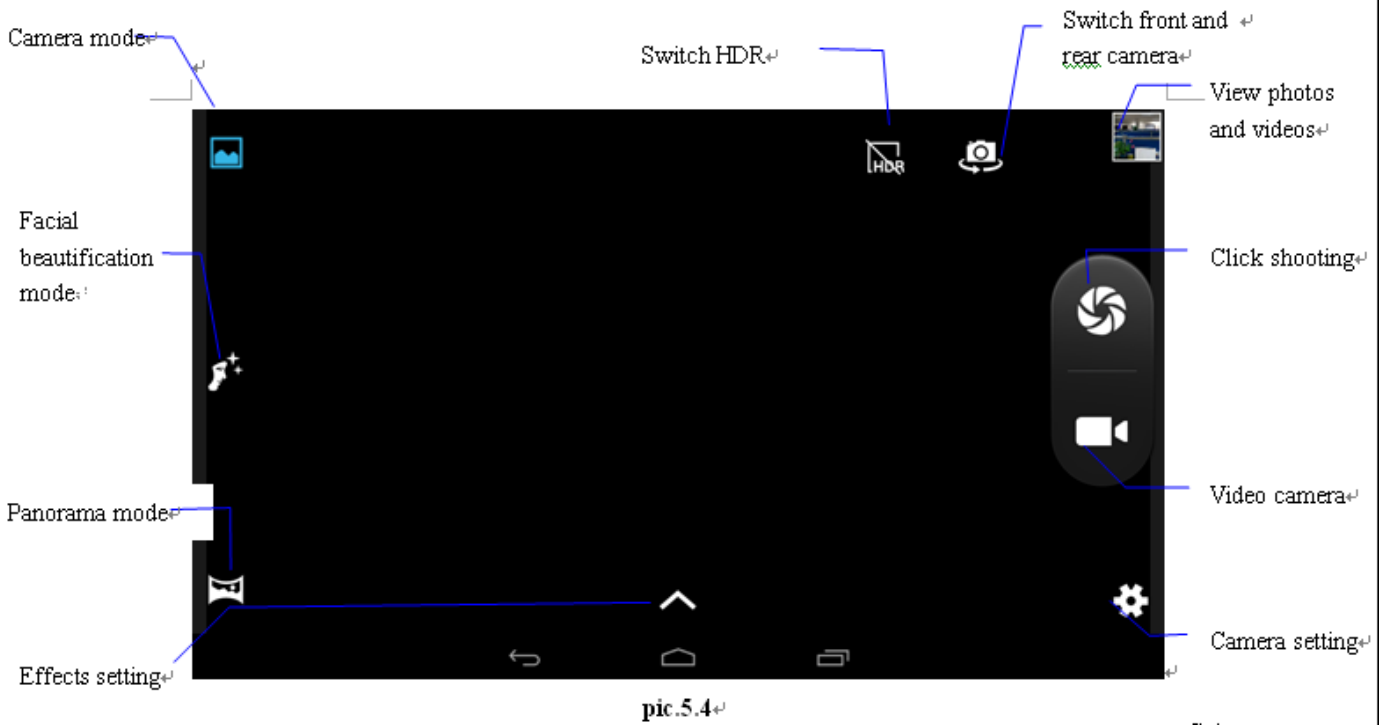 Camera mode
Switch HDR
Switch front and
rear camera
View photos
and videos
HDR
Facial
beautification
mode
Click shooting
Panorama mode
Video camera
Effects setting
Camera setting
pic.5.4